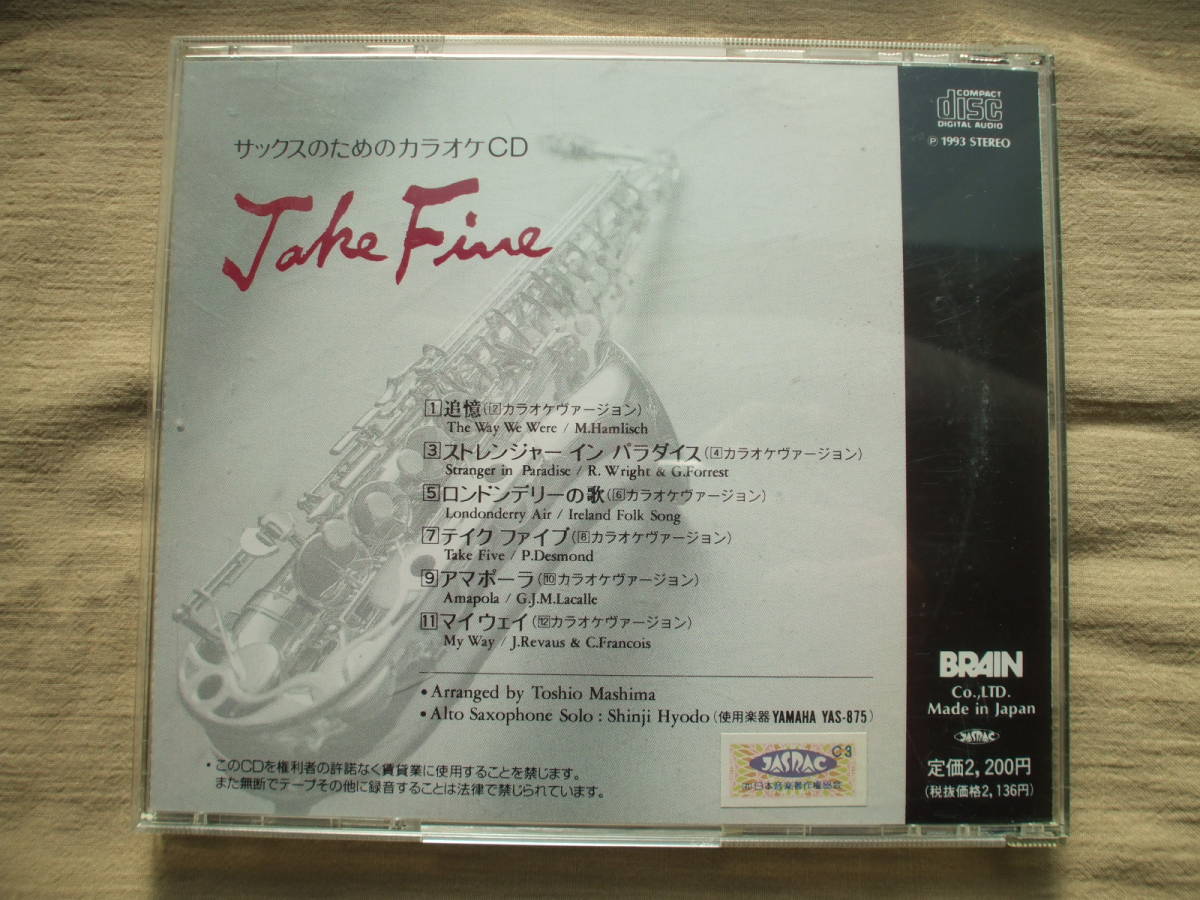 サックスのためのカラオケCD
Take Fine
1 追憶(2カラオケヴァージョン)
The Way We Were / M.Hamlisch
3 ストレンジャー イン パラダイス(4カラオケヴァージョン)
Stranger in Paradise / R. Wright & G.Forrest
5 ロンドンデリーの歌(6カラオケヴァージョン)
Londonderry Air / Ireland Folk Song
7 テイク ファイブ(8カラオケヴァージョン)
Take Five / P.Desmond
9 アマポーラ(10カラオケヴァージョン)
Amapola / G.J.M.Lacalle
11 マイ ウェイ(12カラオケヴァージョン)
My Way / J.Revaus & C.Francois
• Arranged by Toshio Mashima
• Alto Saxophone Solo : Shinji Hyodo (使用楽器 YAMAHA YAS-875)
・このCDを権利者の許諾なく賃貸業に使用することを禁じます。
また無断でテープその他に録音することは法律で禁じられています。
C3
JASRAC
COMPACT
disc
DIGITAL AUDIO
Ⓟ 1993 STEREO
BRAIN
Co.,LTD.
Made in Japan
JASRAC
定価2,200円
(税抜価格2,136円)